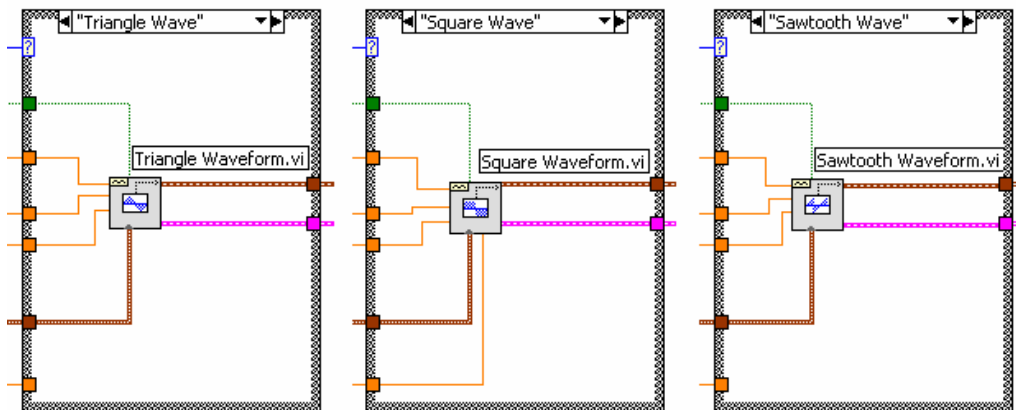 "Triangle Wave"
?
Triangle Waveform.vi
"Square Wave"
?
Square Waveform.vi
"Sawtooth Wave"
?
Sawtooth Waveform.vi